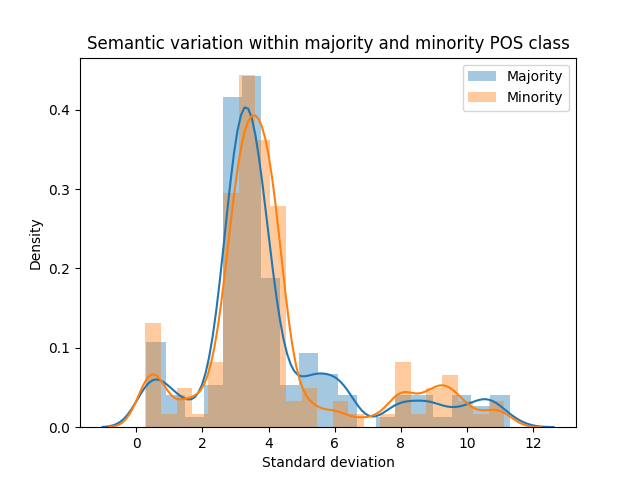 Semantic variation within majority and minority POS class
Majority
Minority
0.4
0.3
0.2
0.1
0.0
Density
0 2 4 6 8 10 12
Standard deviation